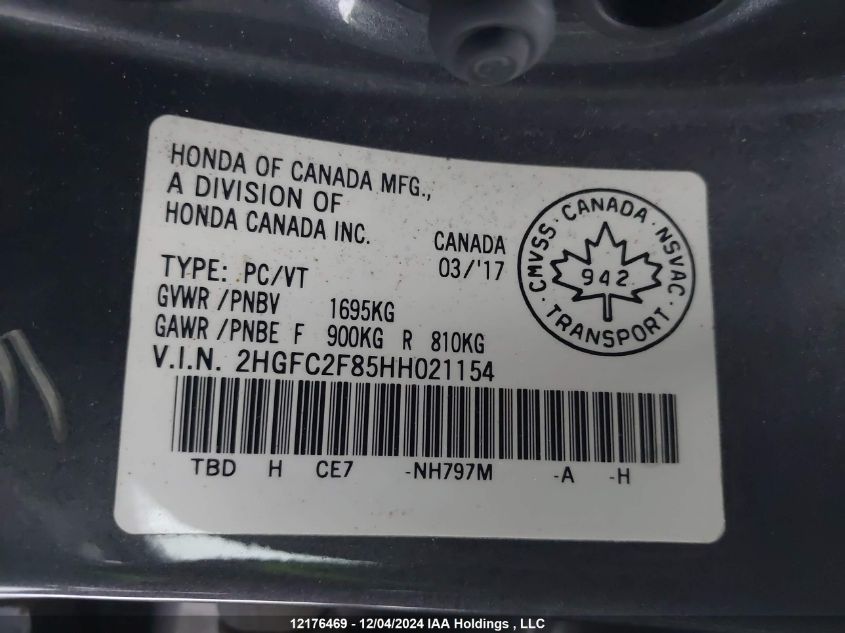 HONDA OF CANADA MFG.,
A DIVISION OF
HONDA CANADA INC.
CANADA
03/'17
TYPE: PC/VT
GVWR /PNBV 1695KG
GAWR /PNBE F 900KG R 810KG
V.I.N. 2HGFC2F85HH021154
TBD H CE7 -NH797M -A -H
CMVSS · CANADA · NSVAC
942
· TRANSPORT ·
12176469 - 12/04/2024 IAA Holdings , LLC